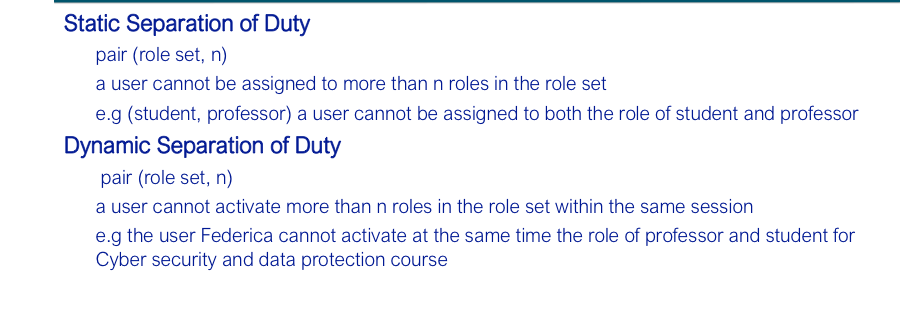 Static Separation of Duty
pair (role set, n)
a user cannot be assigned to more than n roles in the role set
e.g (student, professor) a user cannot be assigned to both the role of student and professor
Dynamic Separation of Duty
pair (role set, n)
a user cannot activate more than n roles in the role set within the same session
e.g the user Federica cannot activate at the same time the role of professor and student for
Cyber security and data protection course